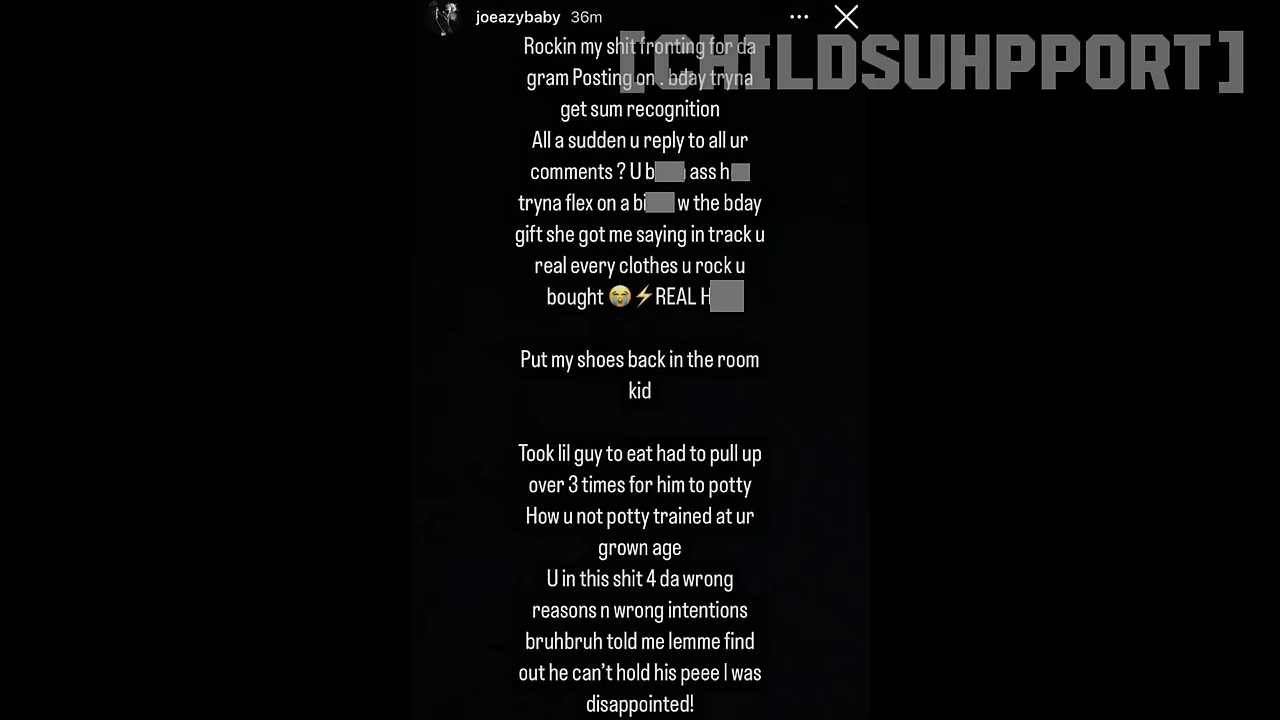 joeazybaby 36m
[CHILDSUHPPORT]
Rockin my shit fronting for da
gram Posting on . bday tryna
get sum recognition
All a sudden u reply to all ur
comments ? U b ass h
tryna flex on a bi w the bday
gift she got me saying in track u
real every clothes u rock u
bought 😭⚡REAL H
Put my shoes back in the room
kid
Took lil guy to eat had to pull up
over 3 times for him to potty
How u not potty trained at ur
grown age
U in this shit 4 da wrong
reasons n wrong intentions
bruhbruh told me lemme find
out he can't hold his peee I was
disappointed!